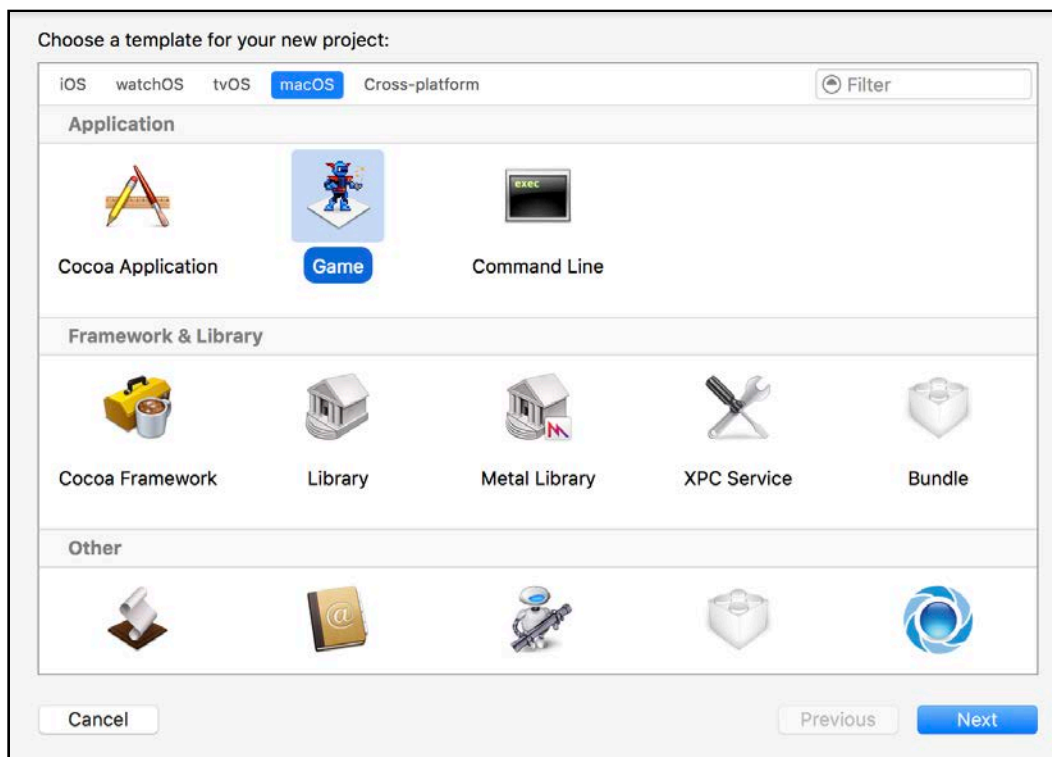 Choose a template for your new project:
iOS watchOS tvOS macOS Cross-platform Filter
Application
exec
Cocoa Application Game Command Line
Framework & Library
Cocoa Framework Library Metal Library XPC Service Bundle
Other
@
Cancel Previous Next